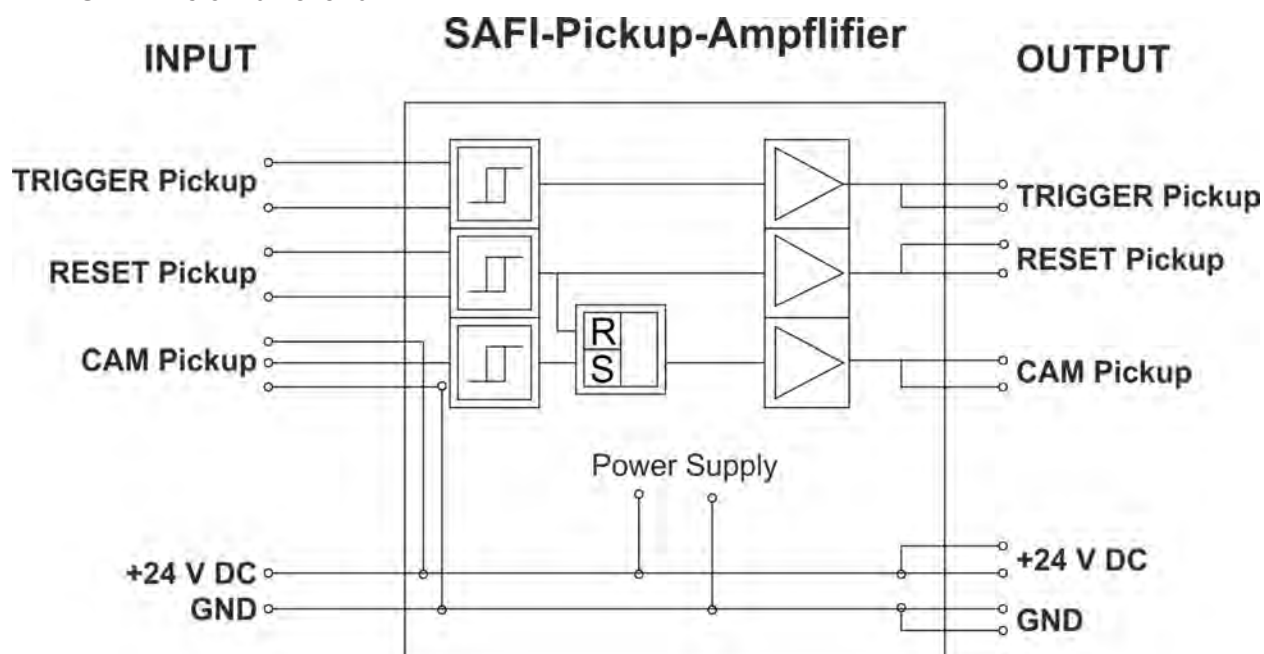 SAFI-Pickup-Ampflifier
INPUT
OUTPUT
TRIGGER Pickup
TRIGGER Pickup
RESET Pickup
RESET Pickup
CAM Pickup
CAM Pickup
R
S
Power Supply
+24 V DC
+24 V DC
GND
GND